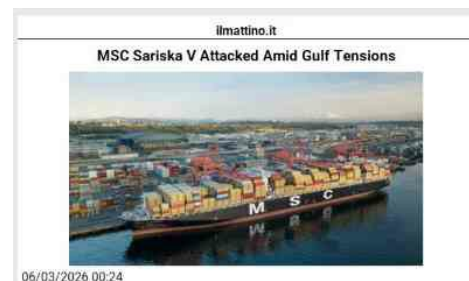 ilmattino.it
MSC Sariska V Attacked Amid Gulf Tensions
M S C
06/03/2026 00:24